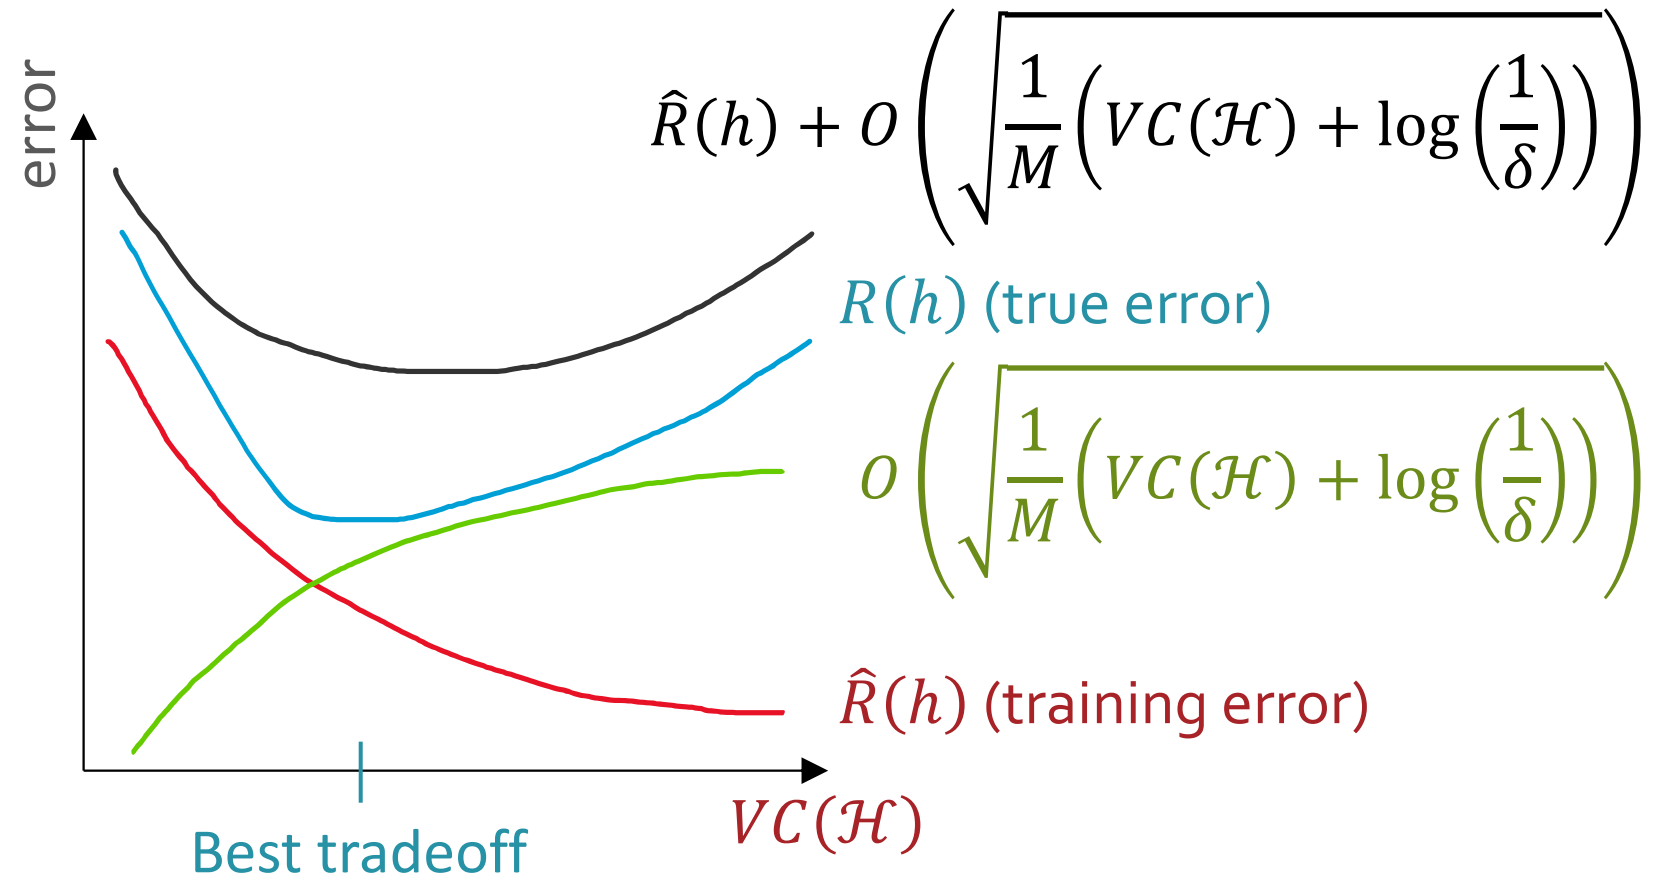 error
R̂(h) + O(√(1/M (VC(ℋ) + log(1/δ))))
R(h) (true error)
O(√(1/M (VC(ℋ) + log(1/δ))))
R̂(h) (training error)
VC(ℋ)
Best tradeoff